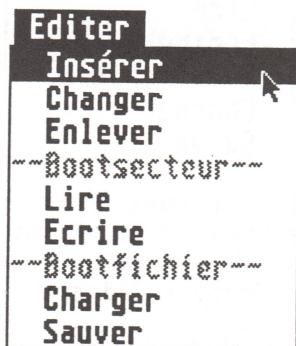 Editer
Insérer
Changer
Enlever
~~Bootsecteur~~
Lire
Ecrire
~~Bootfichier~~
Charger
Sauver